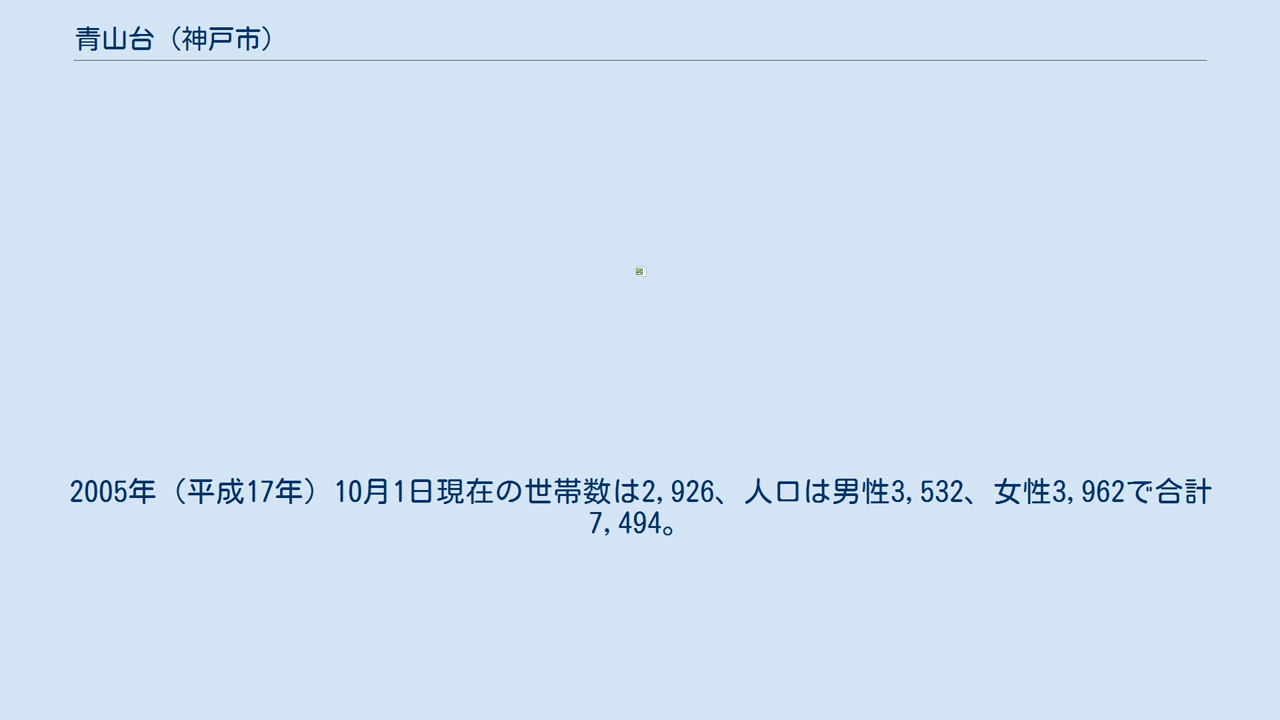 青山台（神戸市）
2005年（平成17年）10月1日現在の世帯数は2,926、人口は男性3,532、女性3,962で合計
7,494。